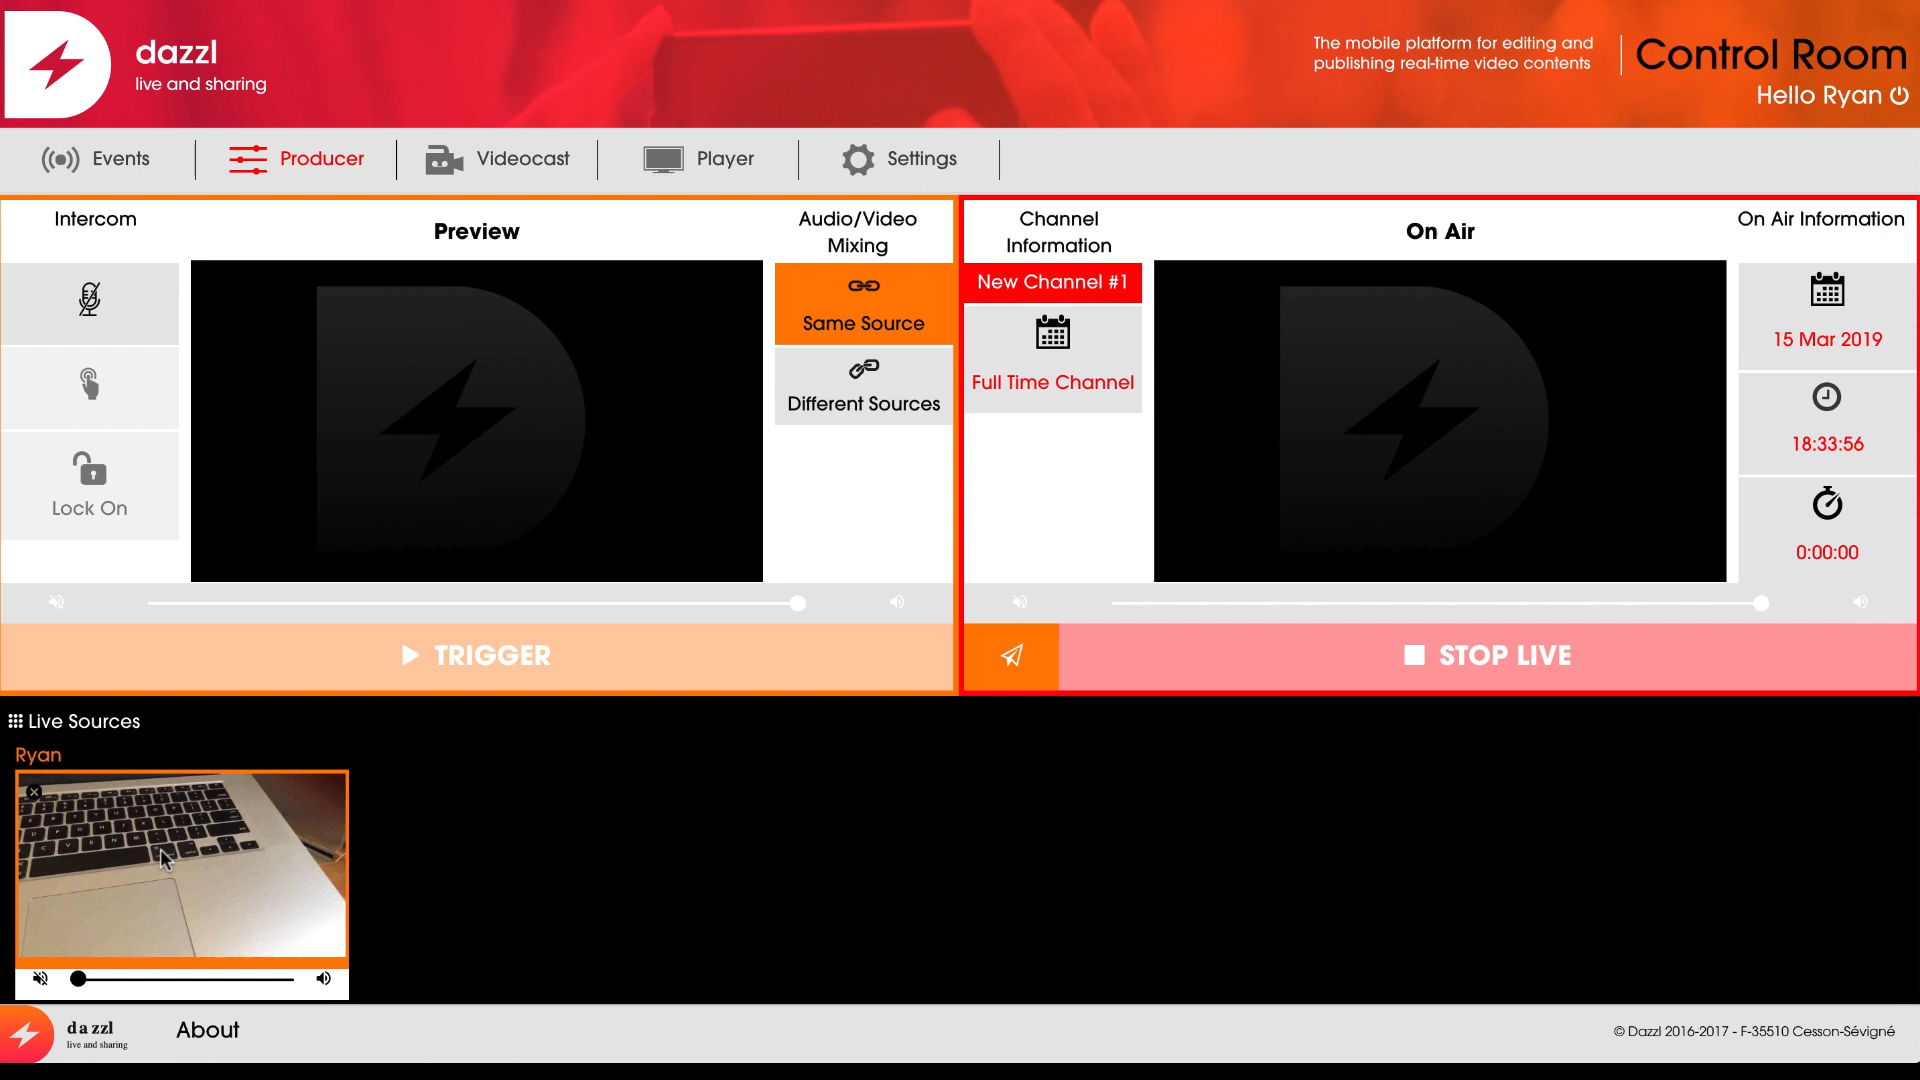 dazzl
live and sharing
The mobile platform for editing and
publishing real-time video contents
Control Room
Hello Ryan
Events
Producer
Videocast
Player
Settings
Intercom
Preview
Audio/Video
Mixing
Channel
Information
On Air
On Air Information
Same Source
Different Sources
Lock On
New Channel #1
Full Time Channel
15 Mar 2019
18:33:56
0:00:00
TRIGGER
STOP LIVE
Live Sources
Ryan
dazzl
live and sharing
About
© Dazzl 2016-2017 - F-35510 Cesson-Sévigné